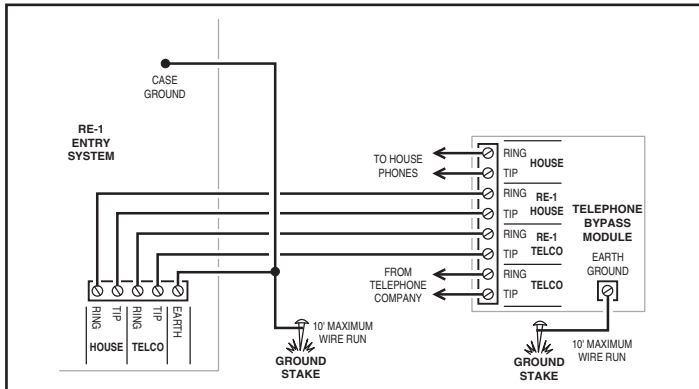 CASE
GROUND
RE-1
ENTRY
SYSTEM
RING
TIP
RING
TIP
EARTH
HOUSE
TELCO
10' MAXIMUM
WIRE RUN
GROUND
STAKE
TO HOUSE
PHONES
FROM
TELEPHONE
COMPANY
RING
TIP
HOUSE
RING
TIP
RE-1
HOUSE
RING
TIP
RE-1
TELCO
RING
TIP
TELCO
TELEPHONE
BYPASS
MODULE
EARTH
GROUND
10' MAXIMUM
WIRE RUN
GROUND
STAKE